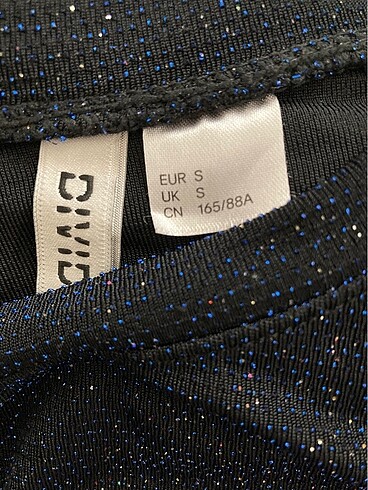 DIVID
EUR S
UK S
CN 165/88A